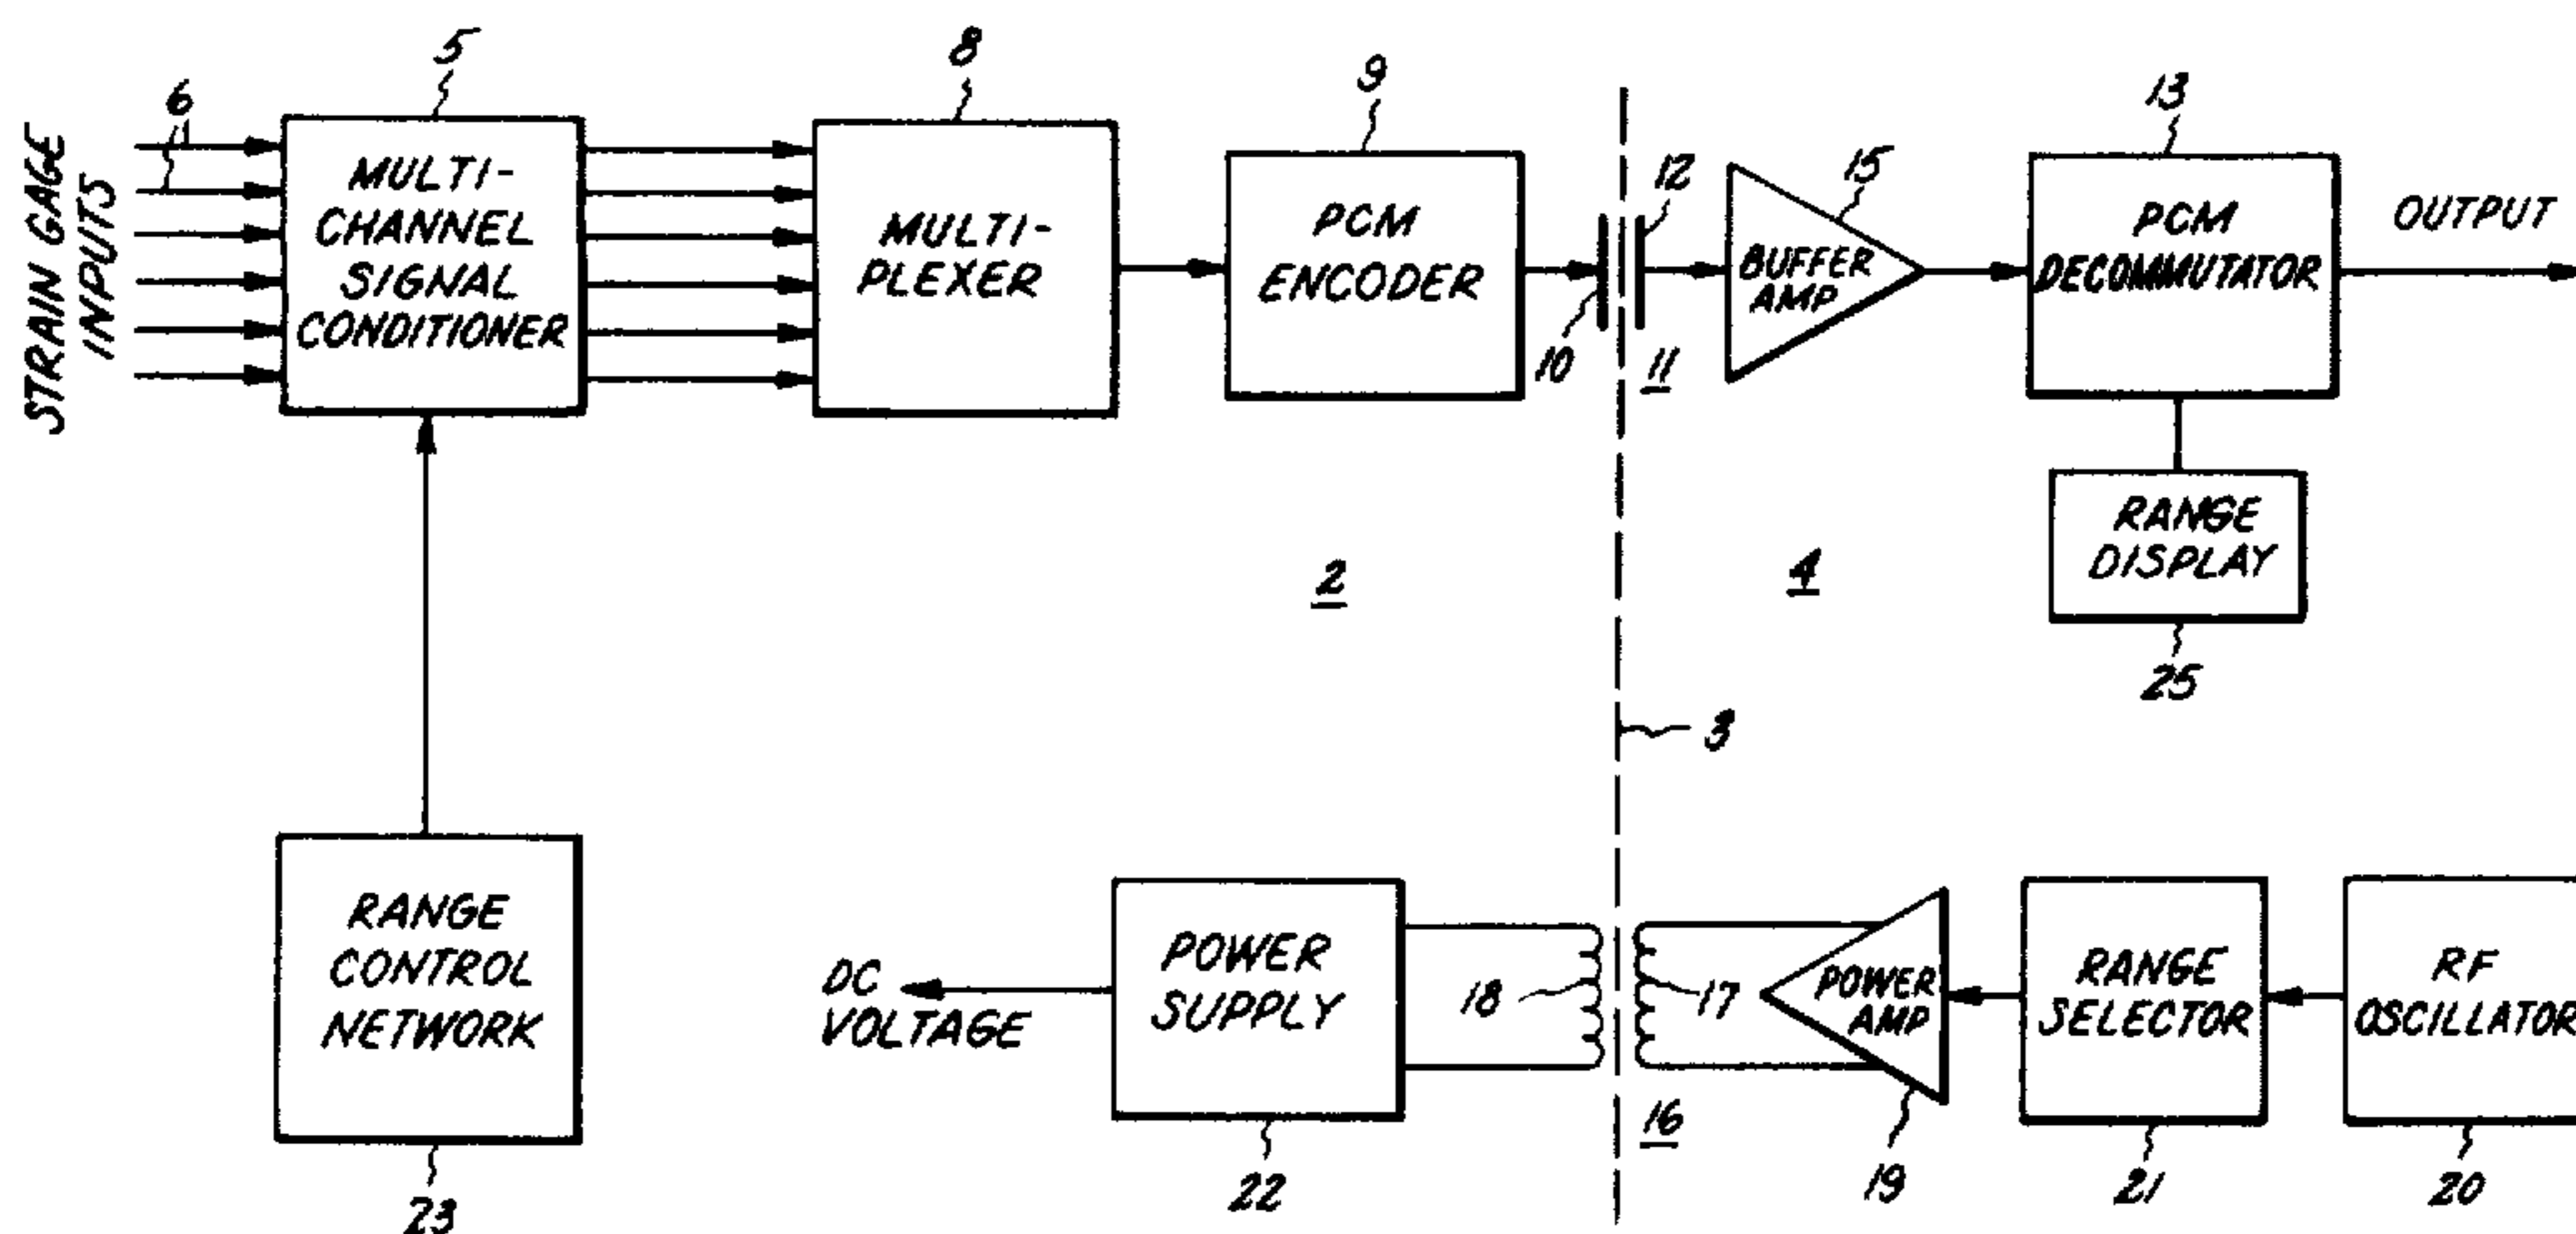 5
8
9
13
6
15
12
STRAIN GAGE
INPUTS
MULTI-
CHANNEL
SIGNAL
CONDITIONER
MULTI-
PLEXER
PCM
ENCODER
10
11
BUFFER
AMP
PCM
DECOMMUTATOR
OUTPUT
RANGE
DISPLAY
25
2
4
3
RANGE
CONTROL
NETWORK
23
DC
VOLTAGE
POWER
SUPPLY
22
18
17
16
POWER
AMP
19
RANGE
SELECTOR
21
RF
OSCILLATOR
20